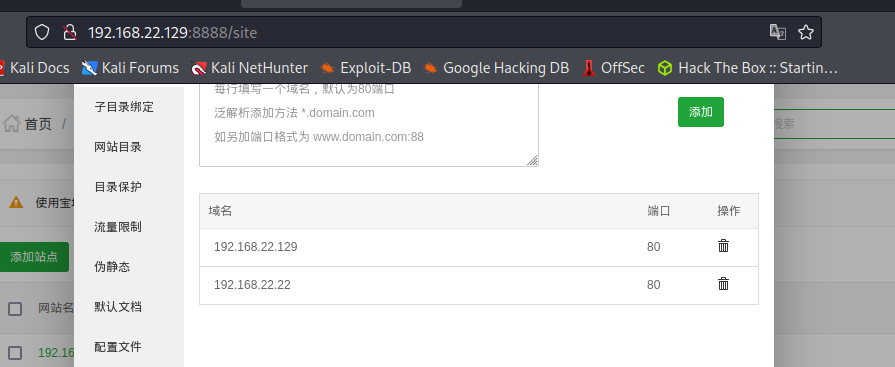 192.168.22.129:8888/site
Kali Docs Kali Forums Kali NetHunter Exploit-DB Google Hacking DB OffSec Hack The Box :: Startin…
首页 /
搜索
使用宝
添加站点
网站名
192.16
子目录绑定
网站目录
目录保护
流量限制
伪静态
默认文档
配置文件
每行填写一个域名，默认为80端口
泛解析添加方法 *.domain.com
如另加端口格式为 www.domain.com:88
添加
域名 端口 操作
192.168.22.129 80
192.168.22.22 80